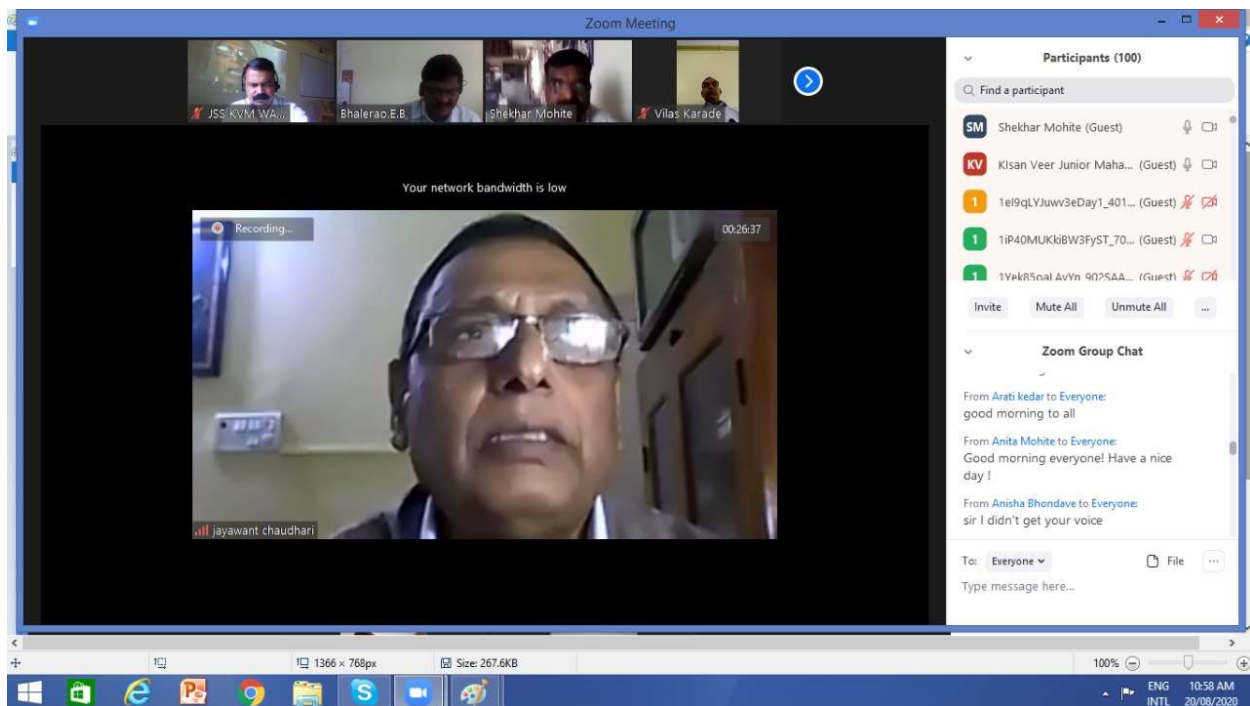 Zoom Meeting
JSS KVM WA...
Bhalerao.E.B.
Shekhar Mohite
Vilas Karade
Your network bandwidth is low
Recording...
00:26:37
jayawant chaudhari
Participants (100)
Find a participant
SM Shekhar Mohite (Guest)
KV KIsan Veer Junior Maha... (Guest)
1 1eI9qLYJuwv3eDay1_401... (Guest)
1 1iP40MUKkiBW3FyST_70... (Guest)
1 (Guest)
Invite Mute All Unmute All ...
Zoom Group Chat
From Arati kedar to Everyone:
good morning to all
From Anita Mohite to Everyone:
Good morning everyone! Have a nice
day !
From Anisha Bhondave to Everyone:
sir I didn't get your voice
To: Everyone File ...
Type message here...
1366 × 768px Size: 267.6KB 100%
ENG 10:58 AM
INTL 20/08/2020